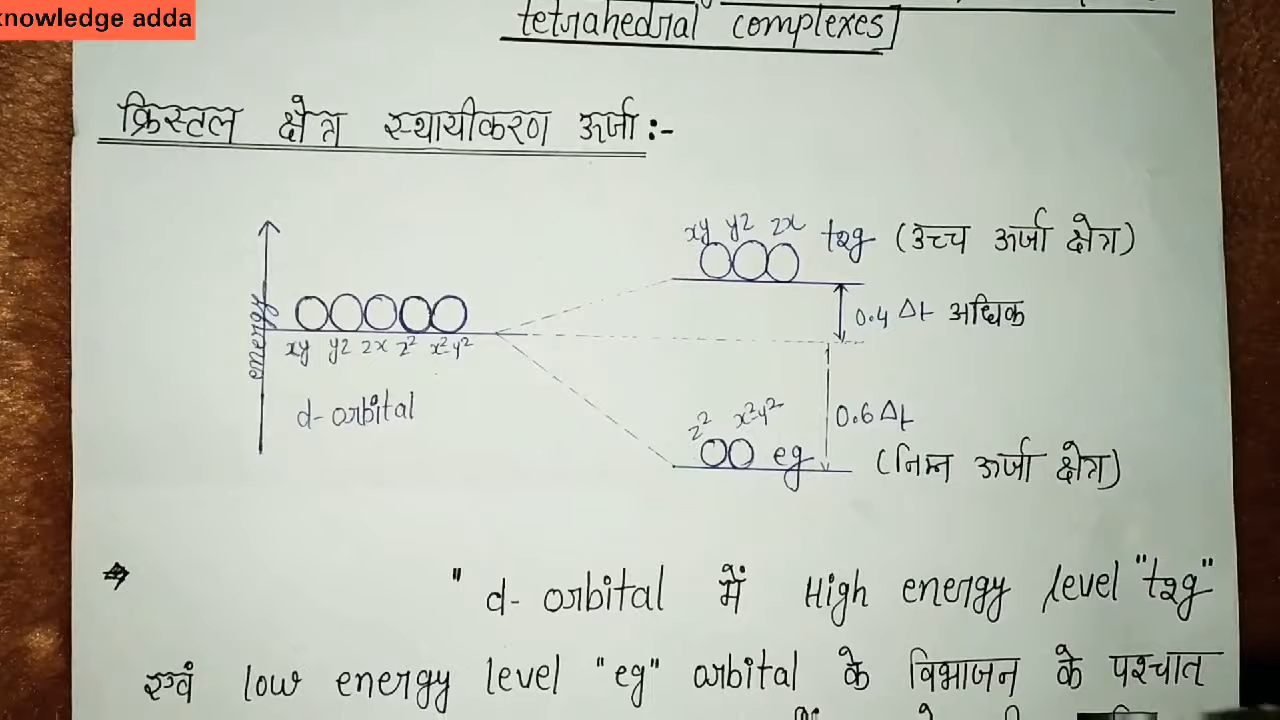 knowledge adda
tetrahedral complexes]
क्रिस्टल क्षेत्र स्थायीकरण ऊर्जा :-
xy yz zx t2g (उच्च ऊर्जा क्षेत्र)
0.4 Δt अधिक
energy
xy yz zx z² x²-y²
d-orbital
z² x²-y²
0.6 Δt
eg (निम्न ऊर्जा क्षेत्र)
" d- orbital में High energy level "t2g"
एवं low energy level "eg" orbital के विभाजन के पश्चात